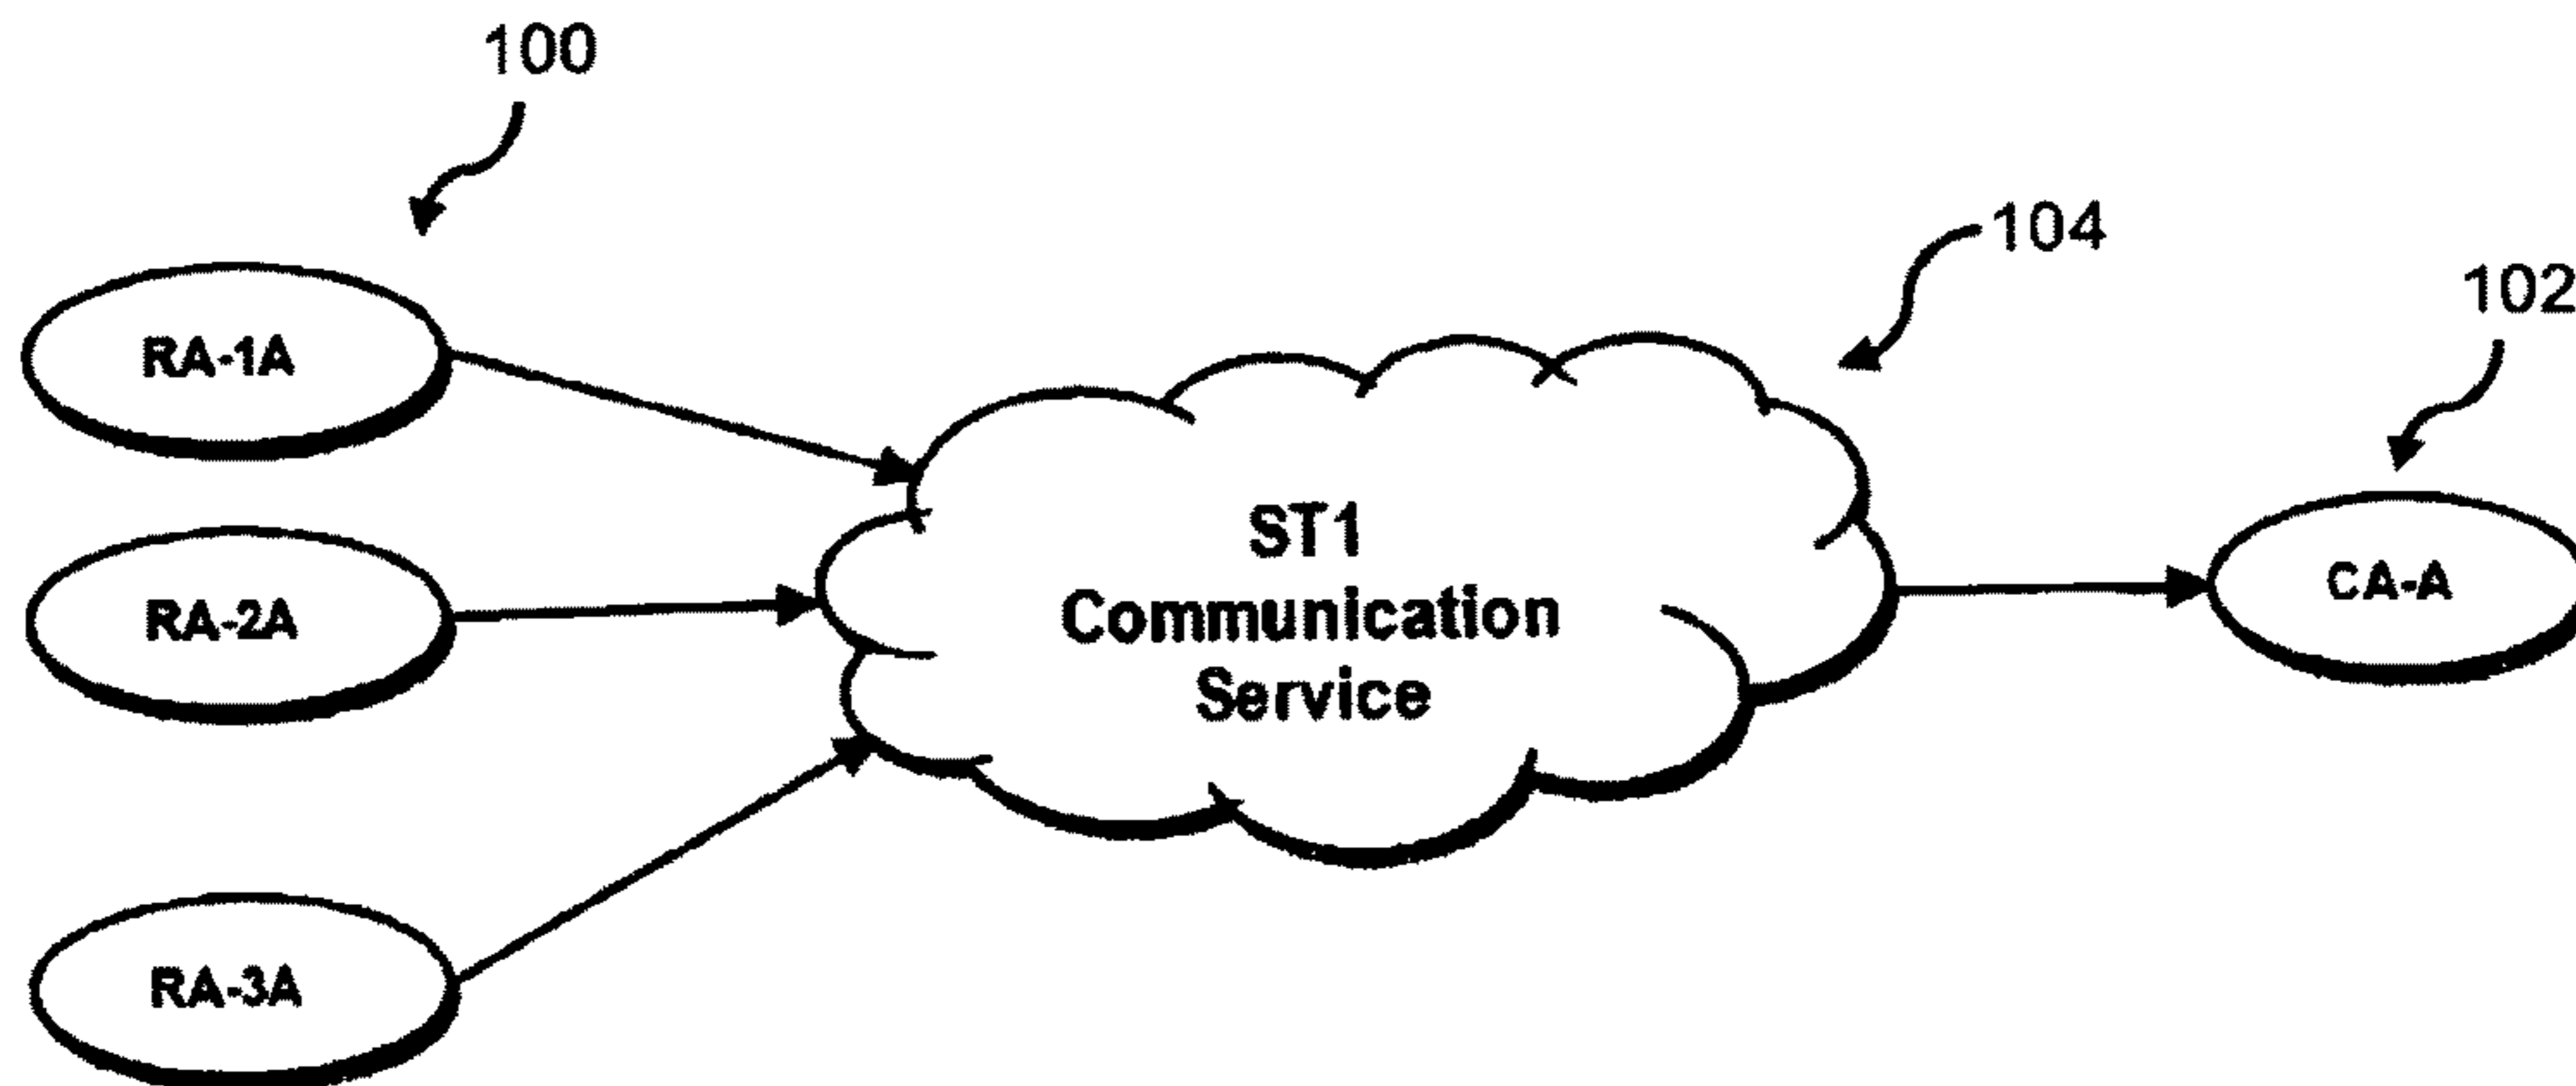 100
104
102
RA-1A
ST1
Communication
Service
CA-A
RA-2A
RA-3A